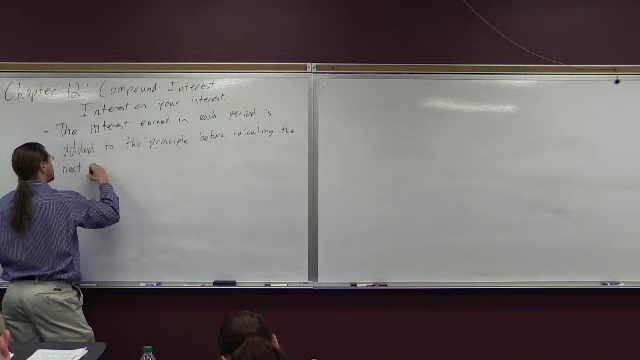 Chapter 12: Compound Interest
Interest on your interest.
- The interest earned in each period is
added to the principle before calculating the
next